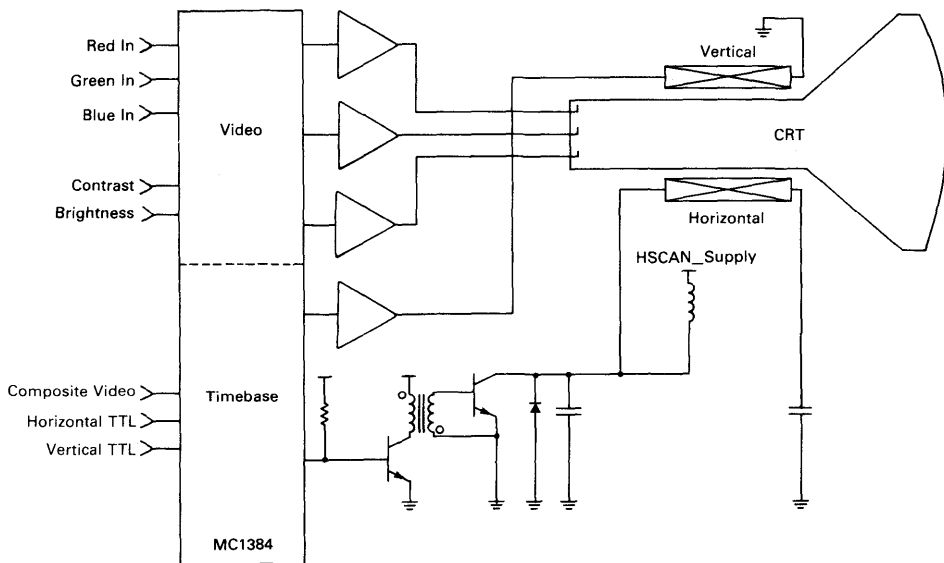 Red In
Green In
Blue In
Contrast
Brightness
Composite Video
Horizontal TTL
Vertical TTL
Video
Timebase
MC1384
Vertical
CRT
Horizontal
HSCAN_Supply